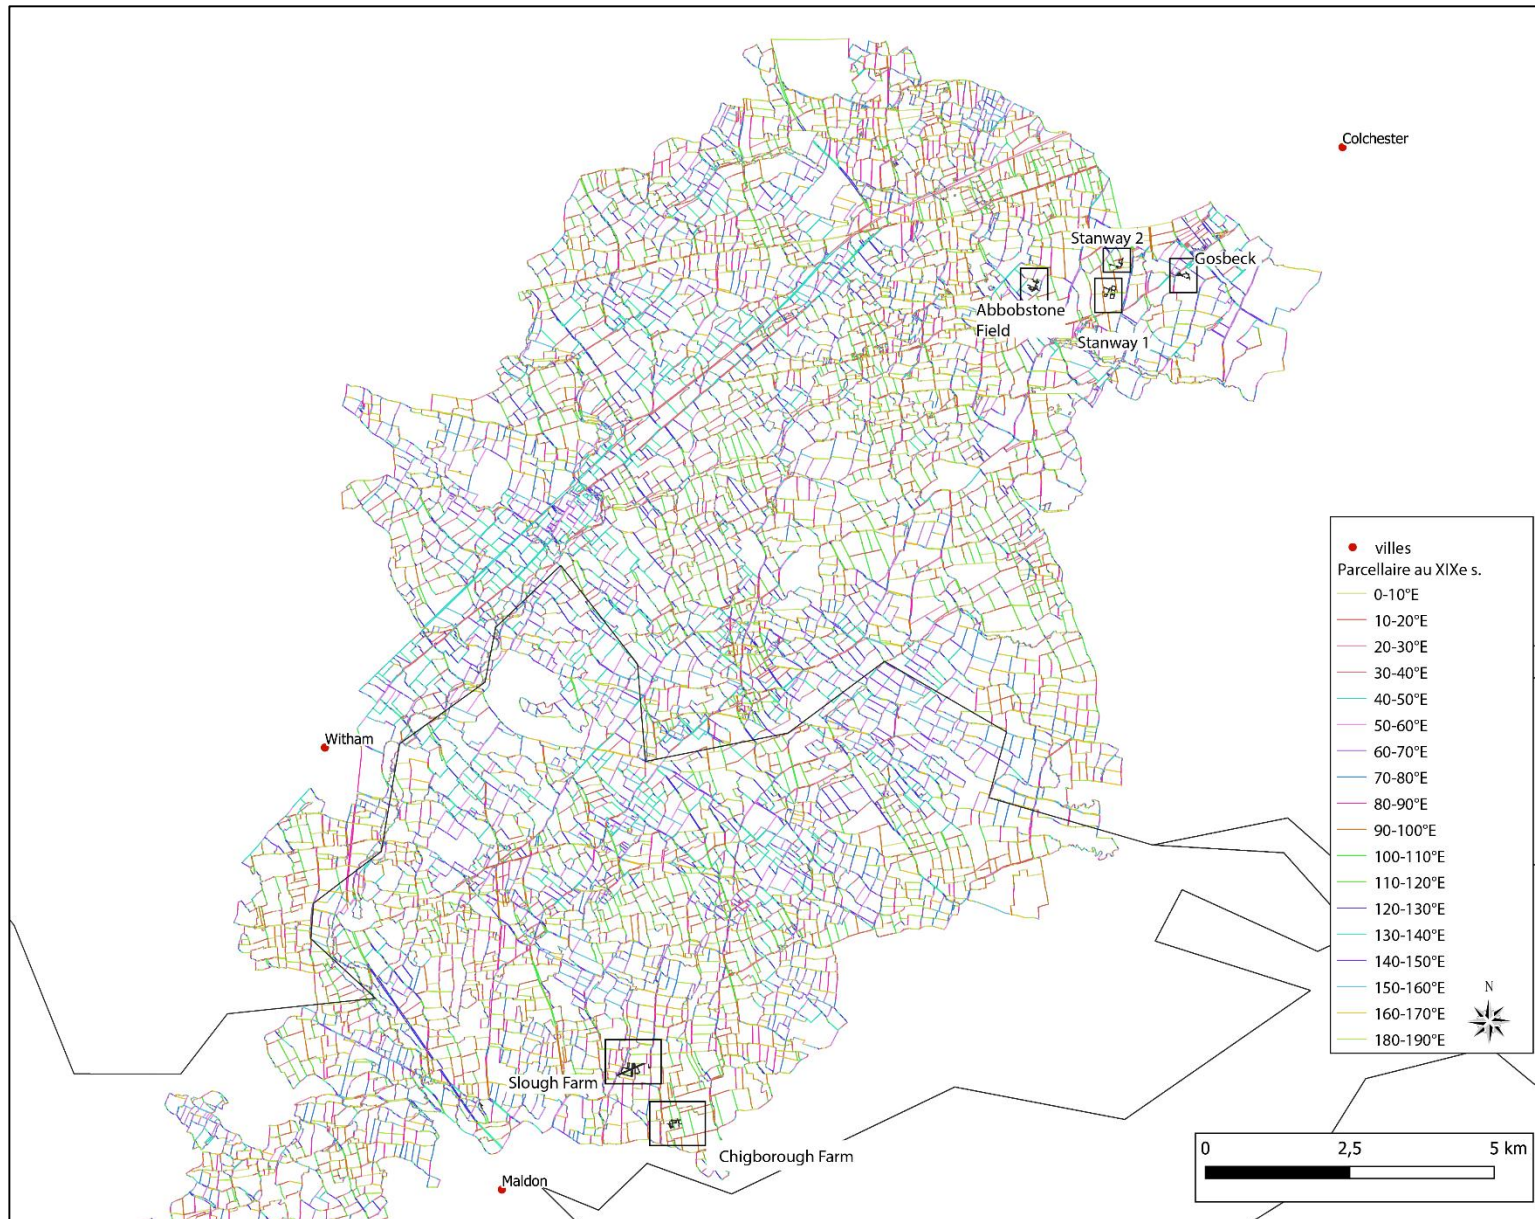 Colchester
Stanway 2
Gosbeck
Abbobstone
Field
Stanway 1
villes
Parcellaire au XIXe s.
0-10°E
10-20°E
20-30°E
30-40°E
40-50°E
50-60°E
60-70°E
70-80°E
80-90°E
90-100°E
100-110°E
110-120°E
120-130°E
130-140°E
140-150°E
150-160°E
160-170°E
180-190°E
N
Witham
Slough Farm
Chigborough Farm
Maldon
0 2,5 5 km